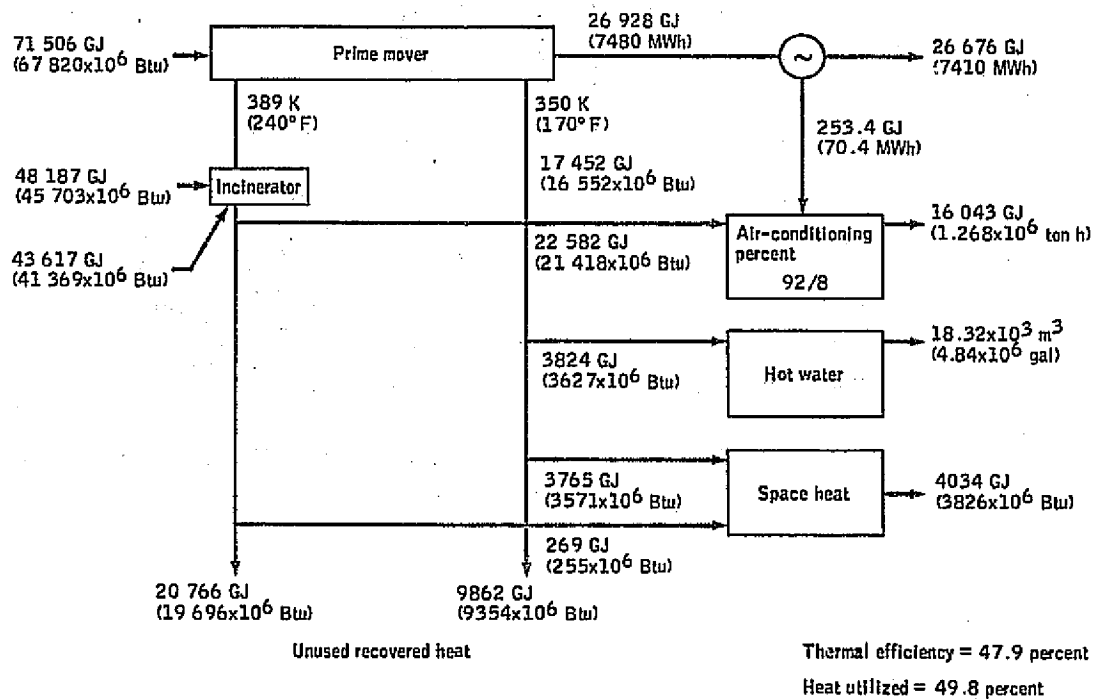 26 928 GJ
(7480 MWh)
71 506 GJ
(67 820x10⁶ Btu)
Prime mover
~
26 676 GJ
(7410 MWh)
389 K
(240° F)
350 K
(170° F)
253.4 GJ
(70.4 MWh)
17 452 GJ
(16 552x10⁶ Btu)
48 187 GJ
(45 703x10⁶ Btu)
Incinerator
43 617 GJ
(41 369x10⁶ Btu)
22 582 GJ
(21 418x10⁶ Btu)
Air-conditioning
percent
92/8
16 043 GJ
(1.268x10⁶ ton h)
3824 GJ
(3627x10⁶ Btu)
Hot water
18.32x10³ m³
(4.84x10⁶ gal)
3765 GJ
(3571x10⁶ Btu)
Space heat
4034 GJ
(3826x10⁶ Btu)
269 GJ
(255x10⁶ Btu)
20 766 GJ
(19 696x10⁶ Btu)
9862 GJ
(9354x10⁶ Btu)
Unused recovered heat
Thermal efficiency = 47.9 percent
Heat utilized = 49.8 percent